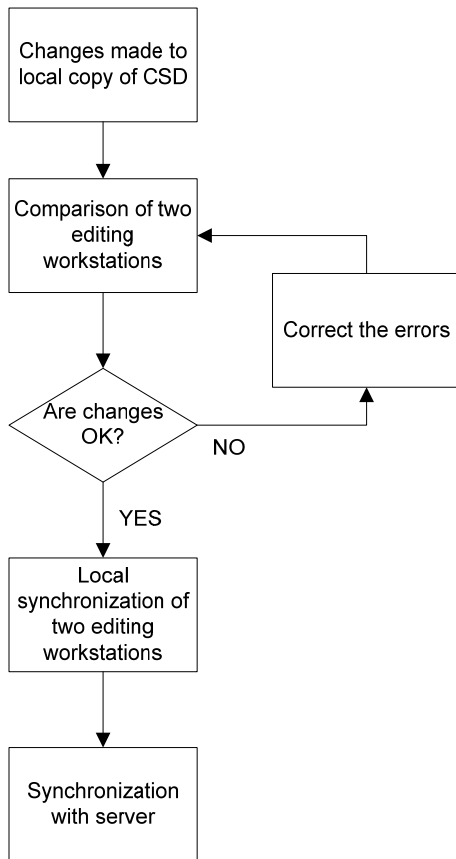 Changes made to
local copy of CSD
Comparison of two
editing
workstations
Correct the errors
Are changes
OK?
NO
YES
Local
synchronization of
two editing
workstations
Synchronization
with server